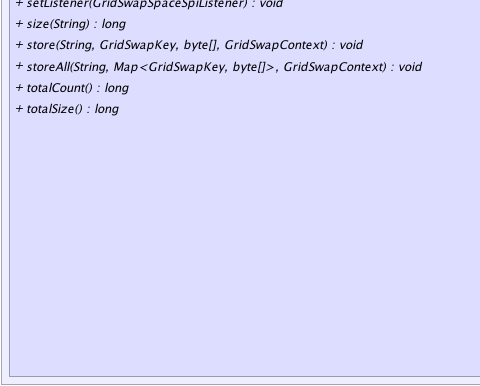 + setListener(GridSwapSpaceSpiListener) : void
+ size(String) : long
+ store(String, GridSwapKey, byte[], GridSwapContext) : void
+ storeAll(String, Map<GridSwapKey, byte[]>, GridSwapContext) : void
+ totalCount() : long
+ totalSize() : long